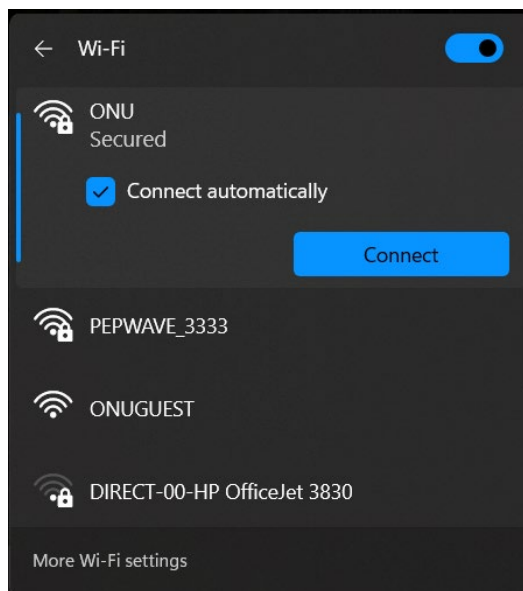 Wi-Fi
ONU
Secured
Connect automatically
Connect
PEPWAVE_3333
ONUGUEST
DIRECT-00-HP OfficeJet 3830
More Wi-Fi settings